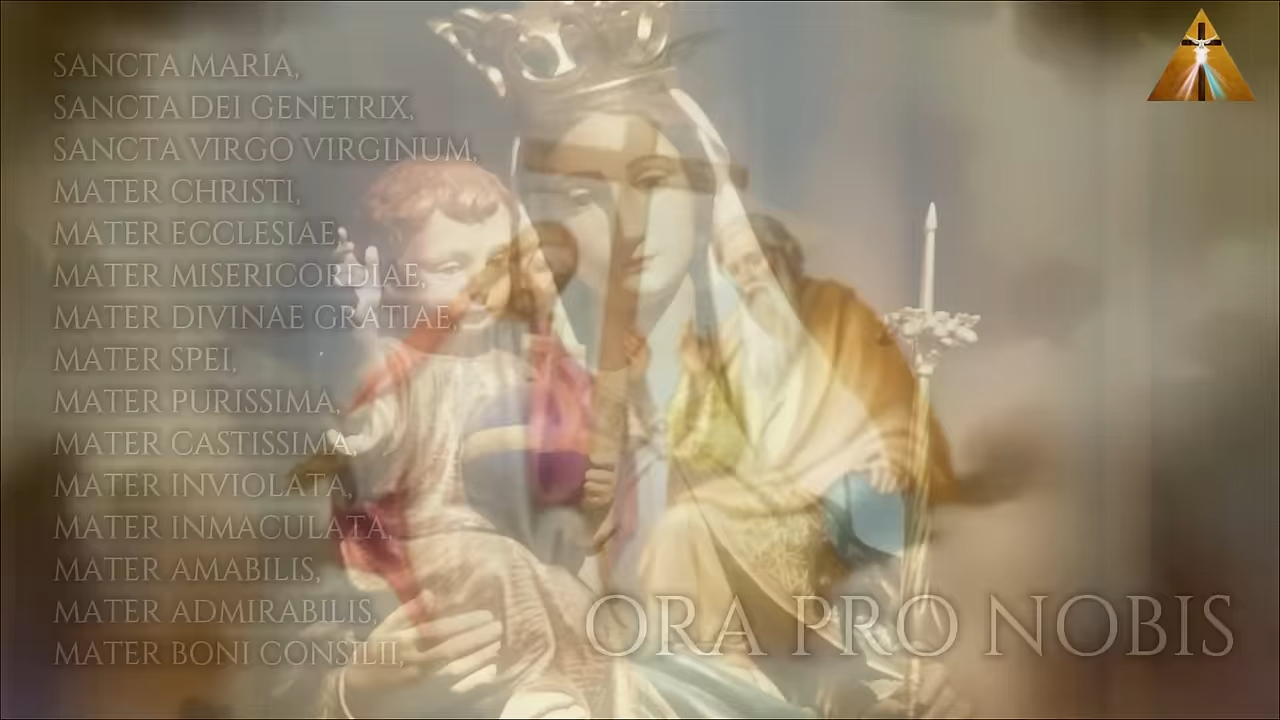 SANCTA MARIA,
SANCTA DEI GENETRIX,
SANCTA VIRGO VIRGINUM,
MATER CHRISTI,
MATER ECCLESIAE,
MATER MISERICORDIAE,
MATER DIVINAE GRATIAE,
MATER SPEI,
MATER PURISSIMA,
MATER CASTISSIMA,
MATER INVIOLATA,
MATER INMACULATA,
MATER AMABILIS,
MATER ADMIRABILIS,
MATER BONI CONSILII,
ORA PRO NOBIS